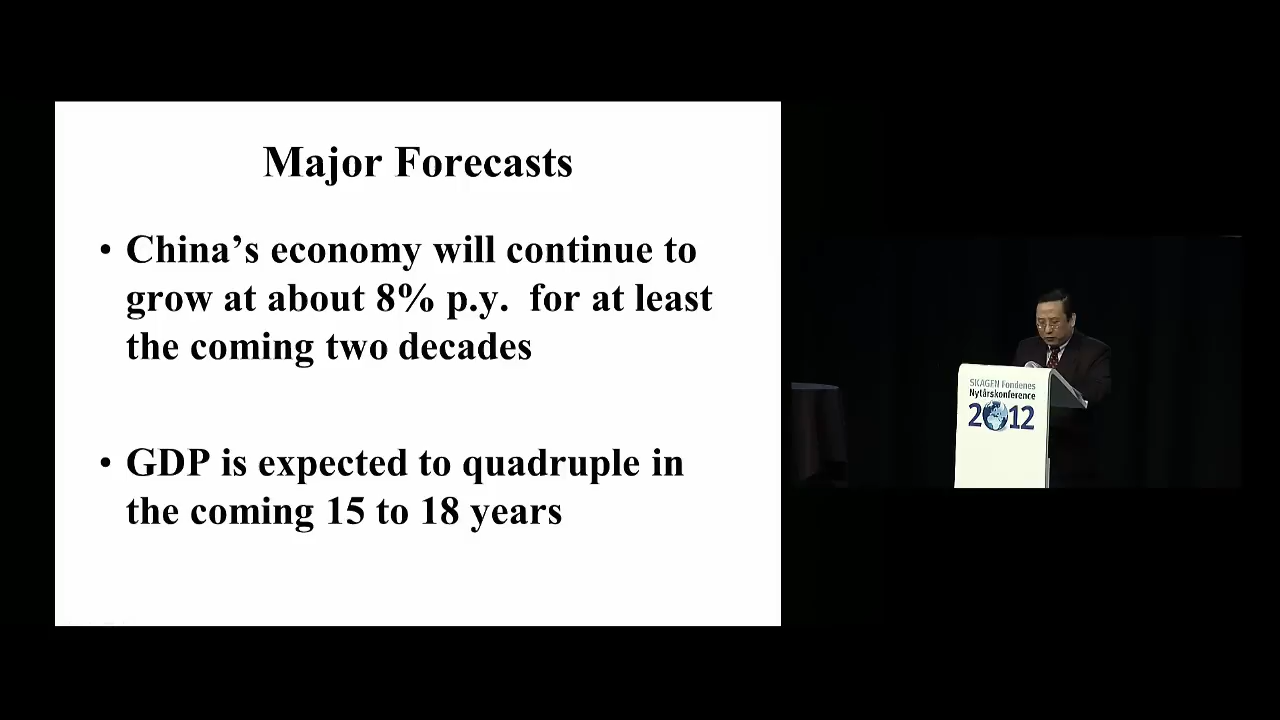 Major Forecasts
• China’s economy will continue to
grow at about 8% p.y.  for at least
the coming two decades
• GDP is expected to quadruple in
the coming 15 to 18 years
SKAGEN Fondenes
Nytårskonference
2012